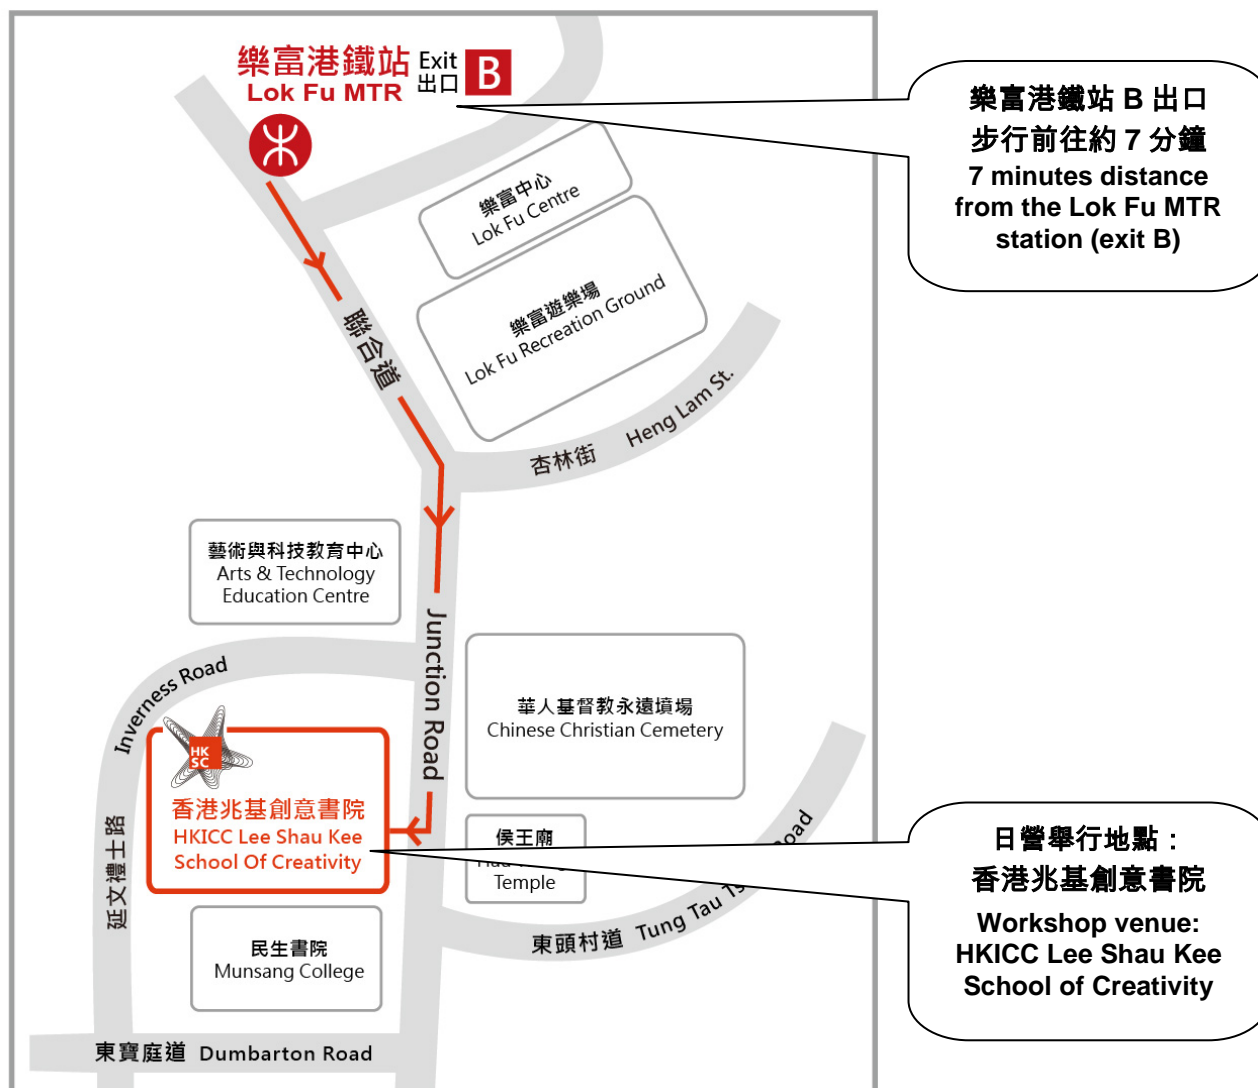 樂富港鐵站
Lok Fu MTR
Exit
出口
B
樂富港鐵站 B 出口
步行前往約 7 分鐘
7 minutes distance
from the Lok Fu MTR
station (exit B)
樂富中心
Lok Fu Centre
樂富遊樂場
Lok Fu Recreation Ground
聯合道
杏林街 Heng Lam St.
藝術與科技教育中心
Arts & Technology
Education Centre
Junction Road
Inverness Road
華人基督教永遠墳場
Chinese Christian Cemetery
HK
SC
香港兆基創意書院
HKICC Lee Shau Kee
School Of Creativity
延文禮士路
侯王廟
Temple
東頭村道 Tung Tau Road
民生書院
Munsang College
東寶庭道 Dumbarton Road
日營舉行地點：
香港兆基創意書院
Workshop venue:
HKICC Lee Shau Kee
School of Creativity